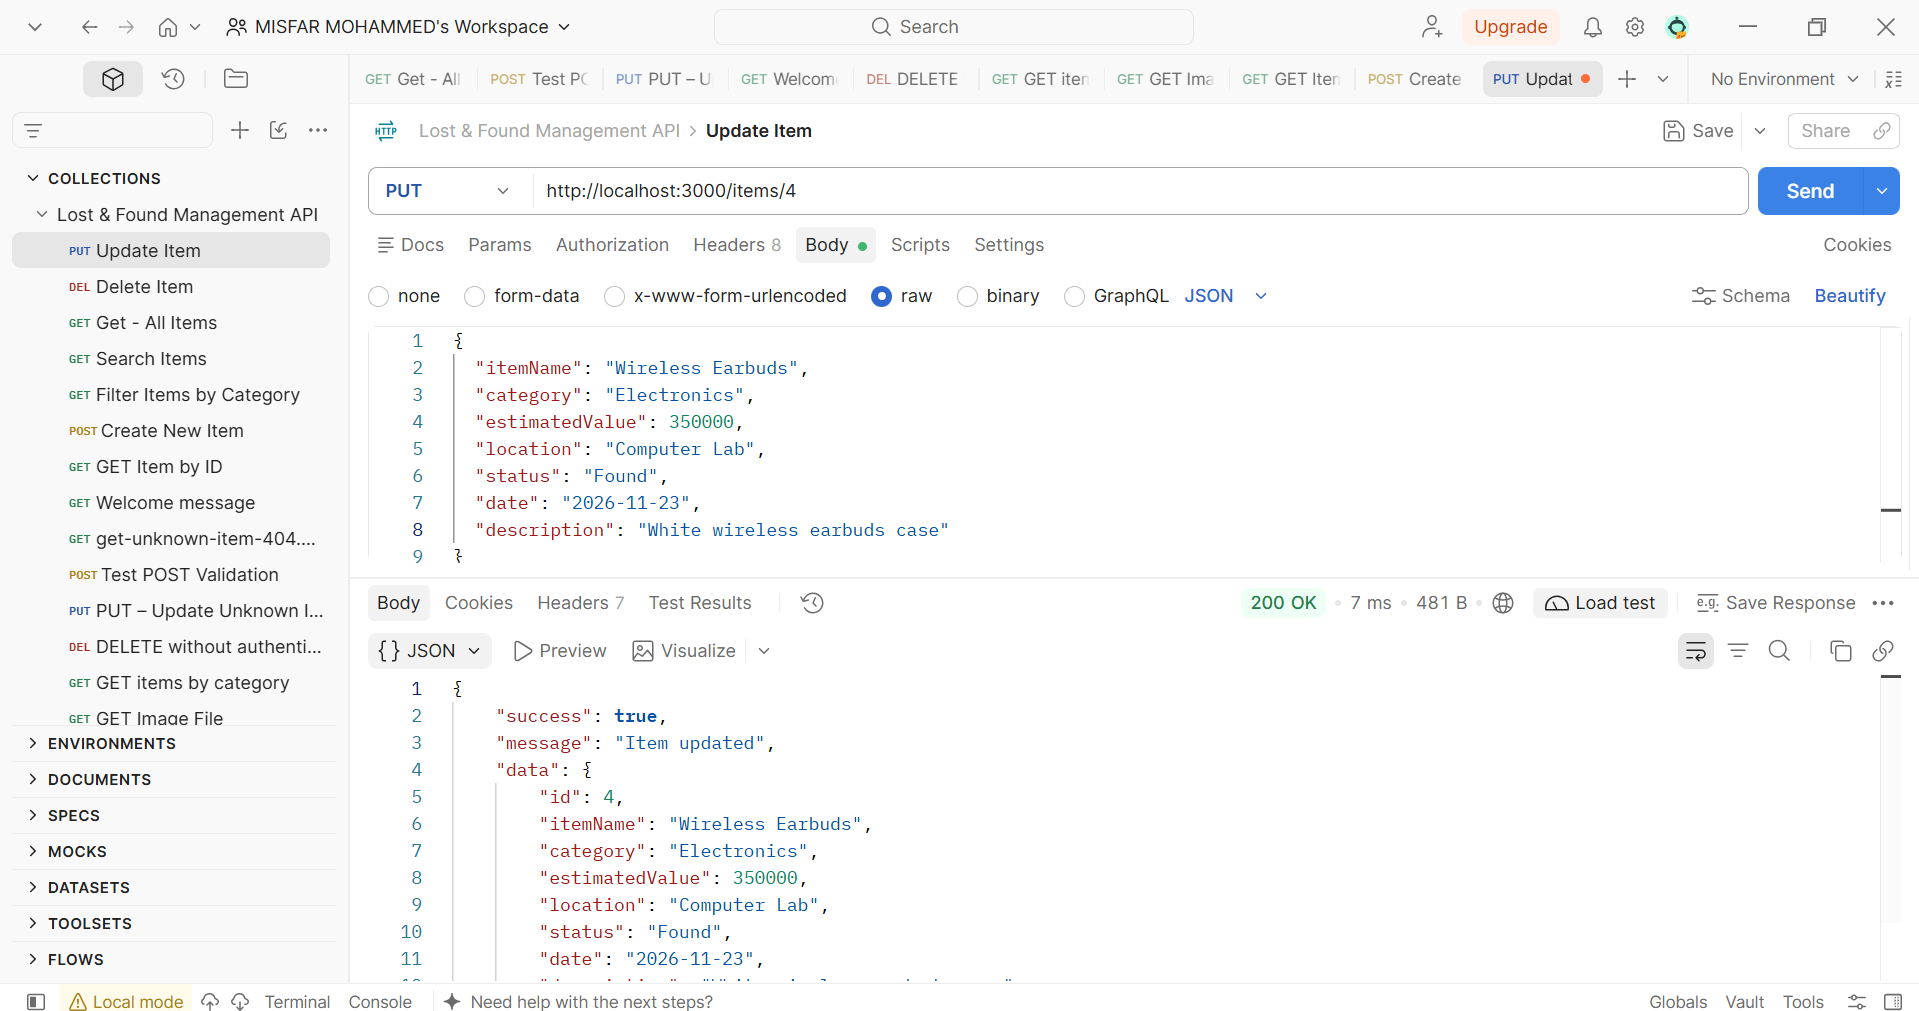 MISFAR MOHAMMED's Workspace
Search
Upgrade
GET Get - All
POST Test PO
PUT PUT – U
GET Welcome
DEL DELETE
GET GET item
GET GET Ima
GET GET Item
POST Create
PUT Updat
No Environment
COLLECTIONS
Lost & Found Management API
PUT Update Item
DEL Delete Item
GET Get - All Items
GET Search Items
GET Filter Items by Category
POST Create New Item
GET GET Item by ID
GET Welcome message
GET get-unknown-item-404....
POST Test POST Validation
PUT PUT – Update Unknown I...
DEL DELETE without authenti...
GET GET items by category
GET GET Image File
ENVIRONMENTS
DOCUMENTS
SPECS
MOCKS
DATASETS
TOOLSETS
FLOWS
HTTP Lost & Found Management API > Update Item
Save
Share
PUT http://localhost:3000/items/4
Send
Docs Params Authorization Headers 8 Body Scripts Settings Cookies
none form-data x-www-form-urlencoded raw binary GraphQL JSON Schema Beautify
1 {
2 "itemName": "Wireless Earbuds",
3 "category": "Electronics",
4 "estimatedValue": 350000,
5 "location": "Computer Lab",
6 "status": "Found",
7 "date": "2026-11-23",
8 "description": "White wireless earbuds case"
9 }
Body Cookies Headers 7 Test Results 200 OK 7 ms 481 B Load test e.g. Save Response
{} JSON Preview Visualize
1 {
2 "success": true,
3 "message": "Item updated",
4 "data": {
5 "id": 4,
6 "itemName": "Wireless Earbuds",
7 "category": "Electronics",
8 "estimatedValue": 350000,
9 "location": "Computer Lab",
10 "status": "Found",
11 "date": "2026-11-23",
Local mode Terminal Console Need help with the next steps? Globals Vault Tools